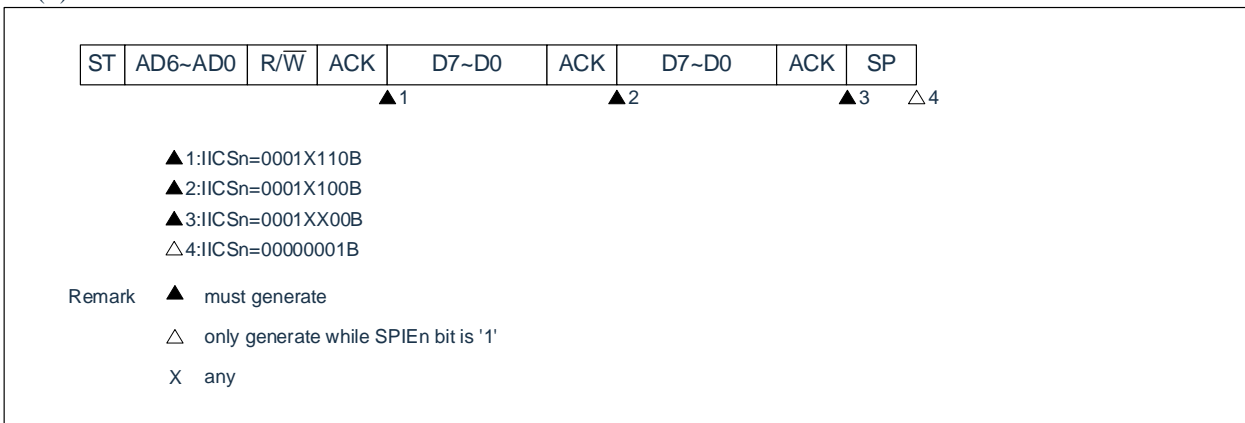 ST AD6~AD0 R/W ACK D7~D0 ACK D7~D0 ACK SP
▲1 ▲2 ▲3 △4
▲1:IICSn=0001X110B
▲2:IICSn=0001X100B
▲3:IICSn=0001XX00B
△4:IICSn=00000001B
Remark ▲ must generate
△ only generate while SPIEn bit is '1'
X any